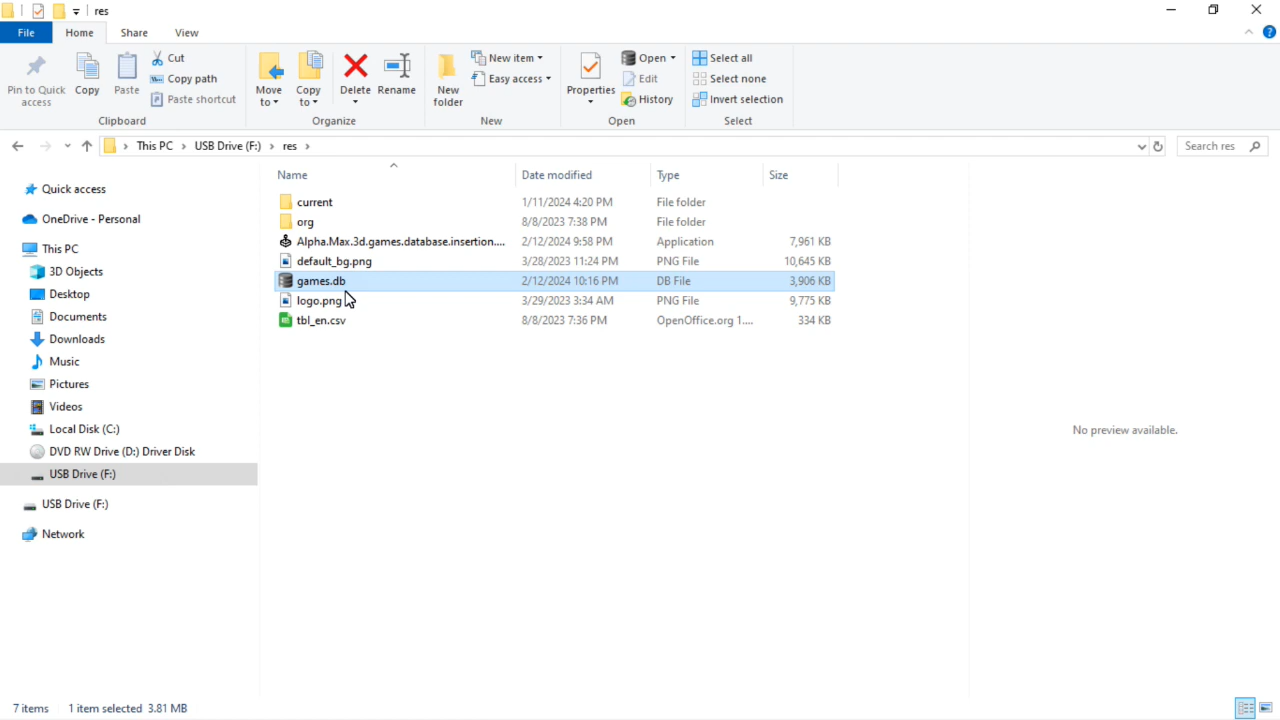 res
File Home Share View
Pin to Quick access
Copy
Paste
Cut
Copy path
Paste shortcut
Clipboard
Move to
Copy to
Delete
Rename
Organize
New folder
New item
Easy access
New
Properties
Open
Edit
History
Open
Select all
Select none
Invert selection
Select
This PC > USB Drive (F:) > res >
Search res
Name Date modified Type Size
current 1/11/2024 4:20 PM File folder
org 8/8/2023 7:38 PM File folder
Alpha.Max.3d.games.database.insertion.... 2/12/2024 9:58 PM Application 7,961 KB
default_bg.png 3/28/2023 11:24 PM PNG File 10,645 KB
games.db 2/12/2024 10:16 PM DB File 3,906 KB
logo.png 3/29/2023 3:34 AM PNG File 9,775 KB
tbl_en.csv 8/8/2023 7:36 PM OpenOffice.org 1.... 334 KB
Quick access
OneDrive - Personal
This PC
3D Objects
Desktop
Documents
Downloads
Music
Pictures
Videos
Local Disk (C:)
DVD RW Drive (D:) Driver Disk
USB Drive (F:)
USB Drive (F:)
Network
No preview available.
7 items 1 item selected 3.81 MB